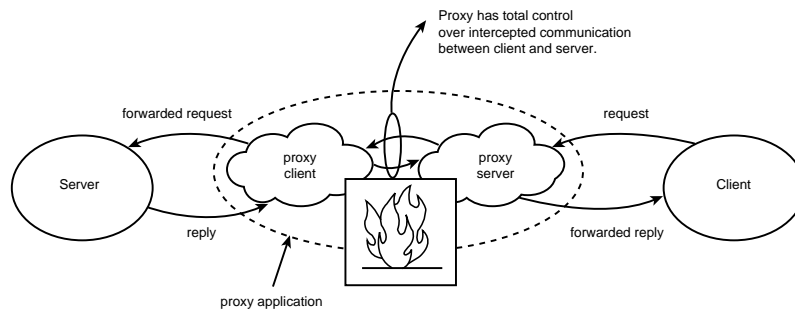 Proxy has total control
over intercepted communication
between client and server.
forwarded request
request
proxy
client
proxy
server
Server
Client
reply
forwarded reply
proxy application